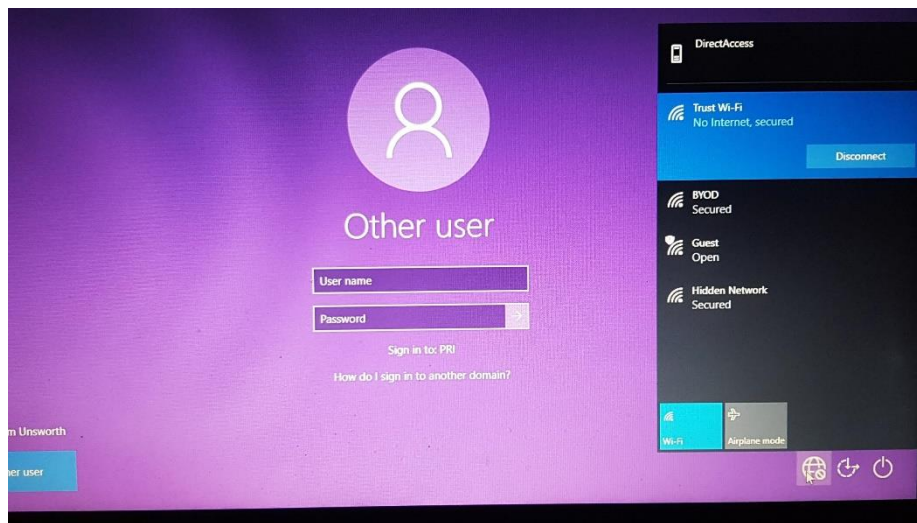 Other user
User name
Password
Sign in to: PRI
How do I sign in to another domain?
m Unsworth
her user
DirectAccess
Trust Wi-Fi
No Internet, secured
Disconnect
BYOD
Secured
Guest
Open
Hidden Network
Secured
Wi-Fi
Airplane mode